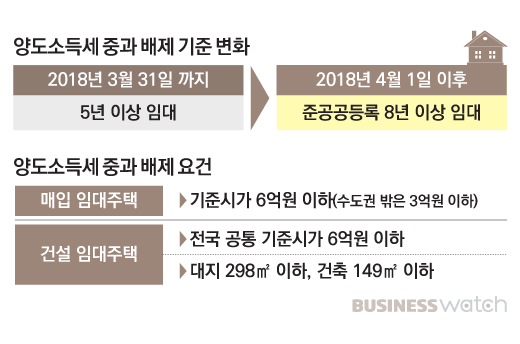 양도소득세 중과 배제 기준 변화
2018년 3월 31일 까지
2018년 4월 1일 이후
5년 이상 임대
준공공등록 8년 이상 임대
양도소득세 중과 배제 요건
매입 임대주택
기준시가 6억원 이하(수도권 밖은 3억원 이하)
건설 임대주택
전국 공통 기준시가 6억원 이하
대지 298㎡ 이하, 건축 149㎡ 이하
BUSINESSwatch